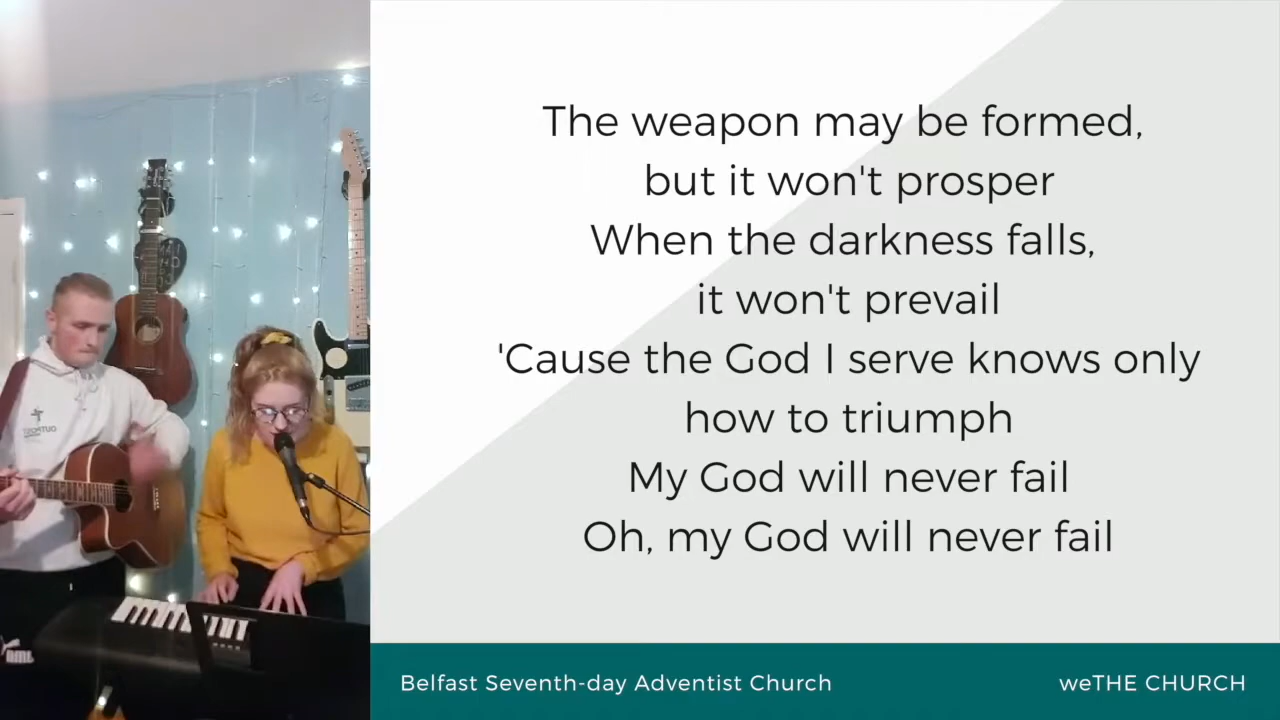 The weapon may be formed,
but it won't prosper
When the darkness falls,
it won't prevail
'Cause the God I serve knows only
how to triumph
My God will never fail
Oh, my God will never fail
Belfast Seventh-day Adventist Church
weTHE CHURCH